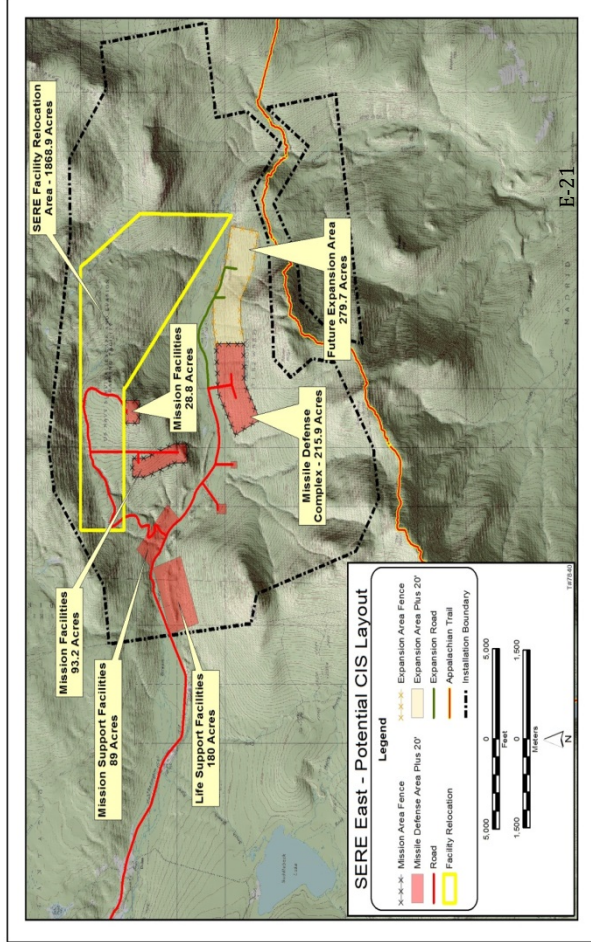 SERE Facility Relocation
Area - 1868.9 Acres
Mission Facilities
28.8 Acres
Mission Facilities
93.2 Acres
Mission Support Facilities
89 Acres
Life Support Facilities
180 Acres
Missile Defense
Complex - 215.9 Acres
Future Expansion Area
279.7 Acres
MADRID
SERE East - Potential CIS Layout
Legend
Mission Area Fence
Missile Defense Area Plus 20'
Road
Facility Relocation
Expansion Area Fence
Expansion Area Plus 20'
Expansion Road
Appalachian Trail
Installation Boundary
5,000 0 5,000
Feet
1,500 0 1,500
Meters
N
E-21